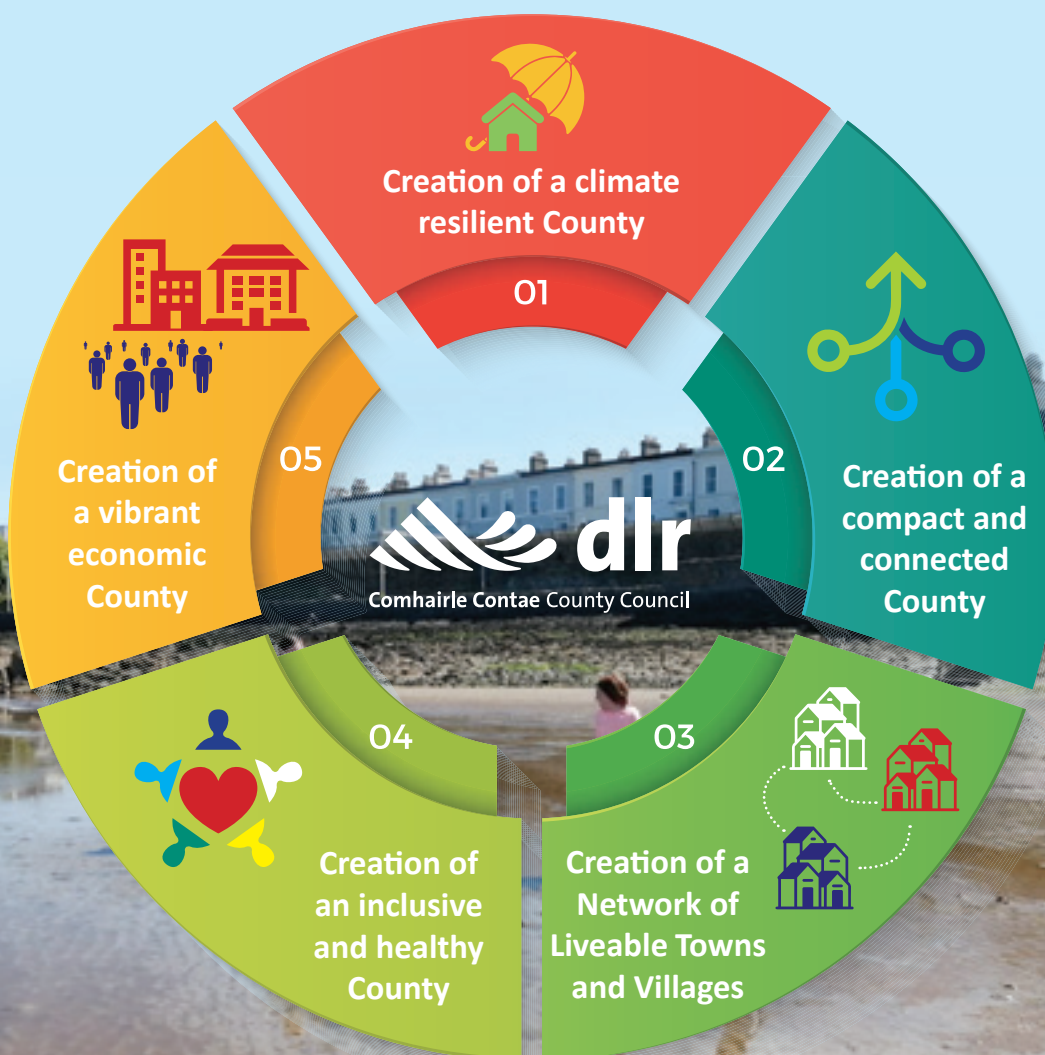 Creation of a climate
resilient County
01
02
Creation of a
compact and
connected
County
03
Creation of a
Network of
Liveable Towns
and Villages
04
Creation of
an inclusive
and healthy
County
05
Creation of
a vibrant
economic
County
dlr
Comhairle Contae County Council